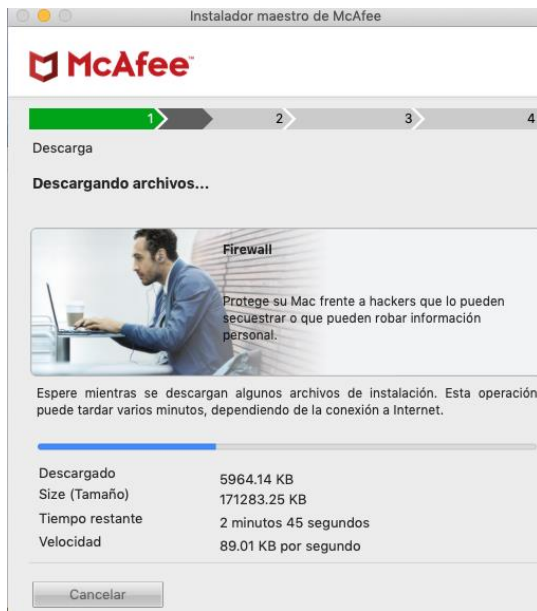 Instalador maestro de McAfee
McAfee™
1 2 3 4
Descarga
Descargando archivos...
Firewall
Protege su Mac frente a hackers que lo pueden
secuestrar o que pueden robar información
personal.
Espere mientras se descargan algunos archivos de instalación. Esta operación
puede tardar varios minutos, dependiendo de la conexión a Internet.
Descargado 5964.14 KB
Size (Tamaño) 171283.25 KB
Tiempo restante 2 minutos 45 segundos
Velocidad 89.01 KB por segundo
Cancelar